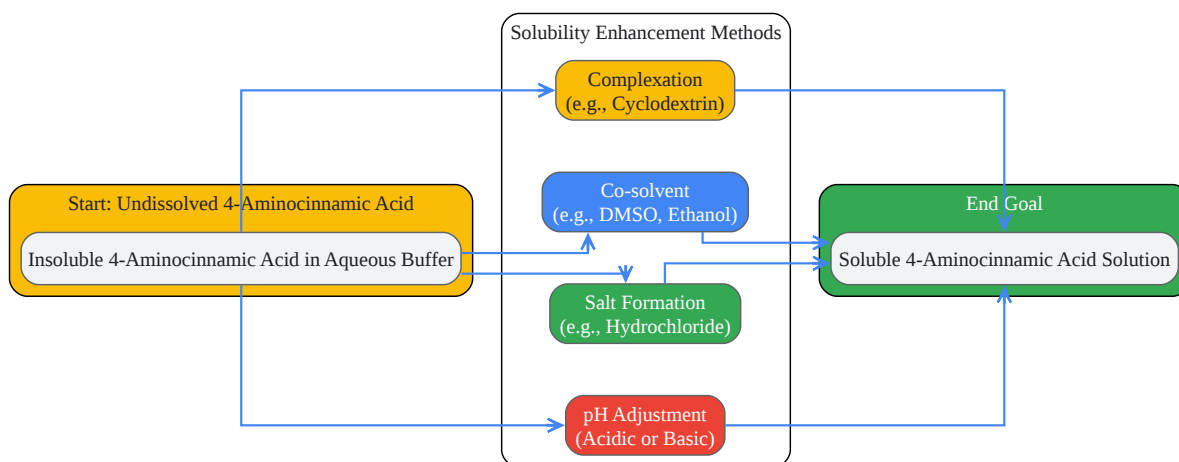 Solubility Enhancement Methods
Complexation
(e.g., Cyclodextrin)
Start: Undissolved 4-Aminocinnamic Acid
Insoluble 4-Aminocinnamic Acid in Aqueous Buffer
Co-solvent
(e.g., DMSO, Ethanol)
Salt Formation
(e.g., Hydrochloride)
pH Adjustment
(Acidic or Basic)
End Goal
Soluble 4-Aminocinnamic Acid Solution